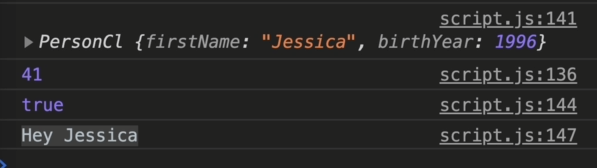 script.js:141
▶ PersonCl {firstName: "Jessica", birthYear: 1996}
41 script.js:136
true script.js:144
Hey Jessica script.js:147
>